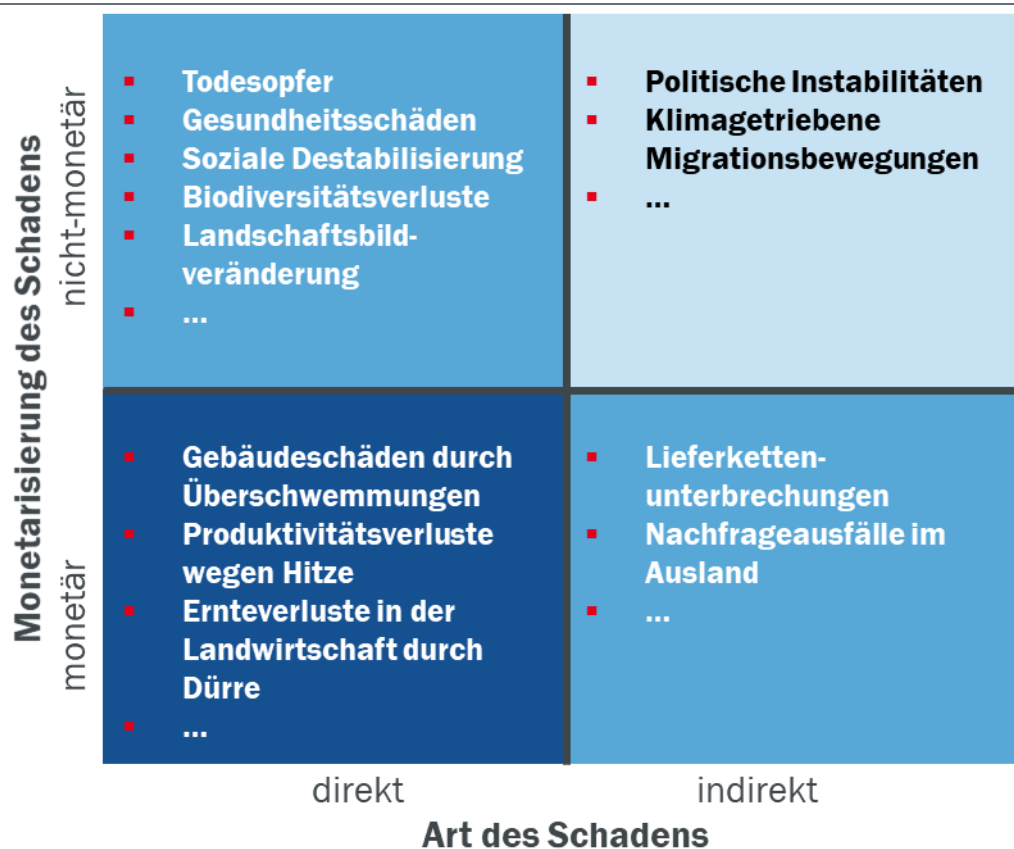 Monetarisierung des Schadens
nicht-monetär
▪ Todesopfer
▪ Gesundheitsschäden
▪ Soziale Destabilisierung
▪ Biodiversitätsverluste
▪ Landschaftsbild-
veränderung
▪ ...
▪ Politische Instabilitäten
▪ Klimagetriebene
Migrationsbewegungen
▪ ...
monetär
▪ Gebäudeschäden durch
Überschwemmungen
▪ Produktivitätsverluste
wegen Hitze
▪ Ernteverluste in der
Landwirtschaft durch
Dürre
▪ ...
▪ Lieferketten-
unterbrechungen
▪ Nachfrageausfälle im
Ausland
▪ ...
direkt
indirekt
Art des Schadens